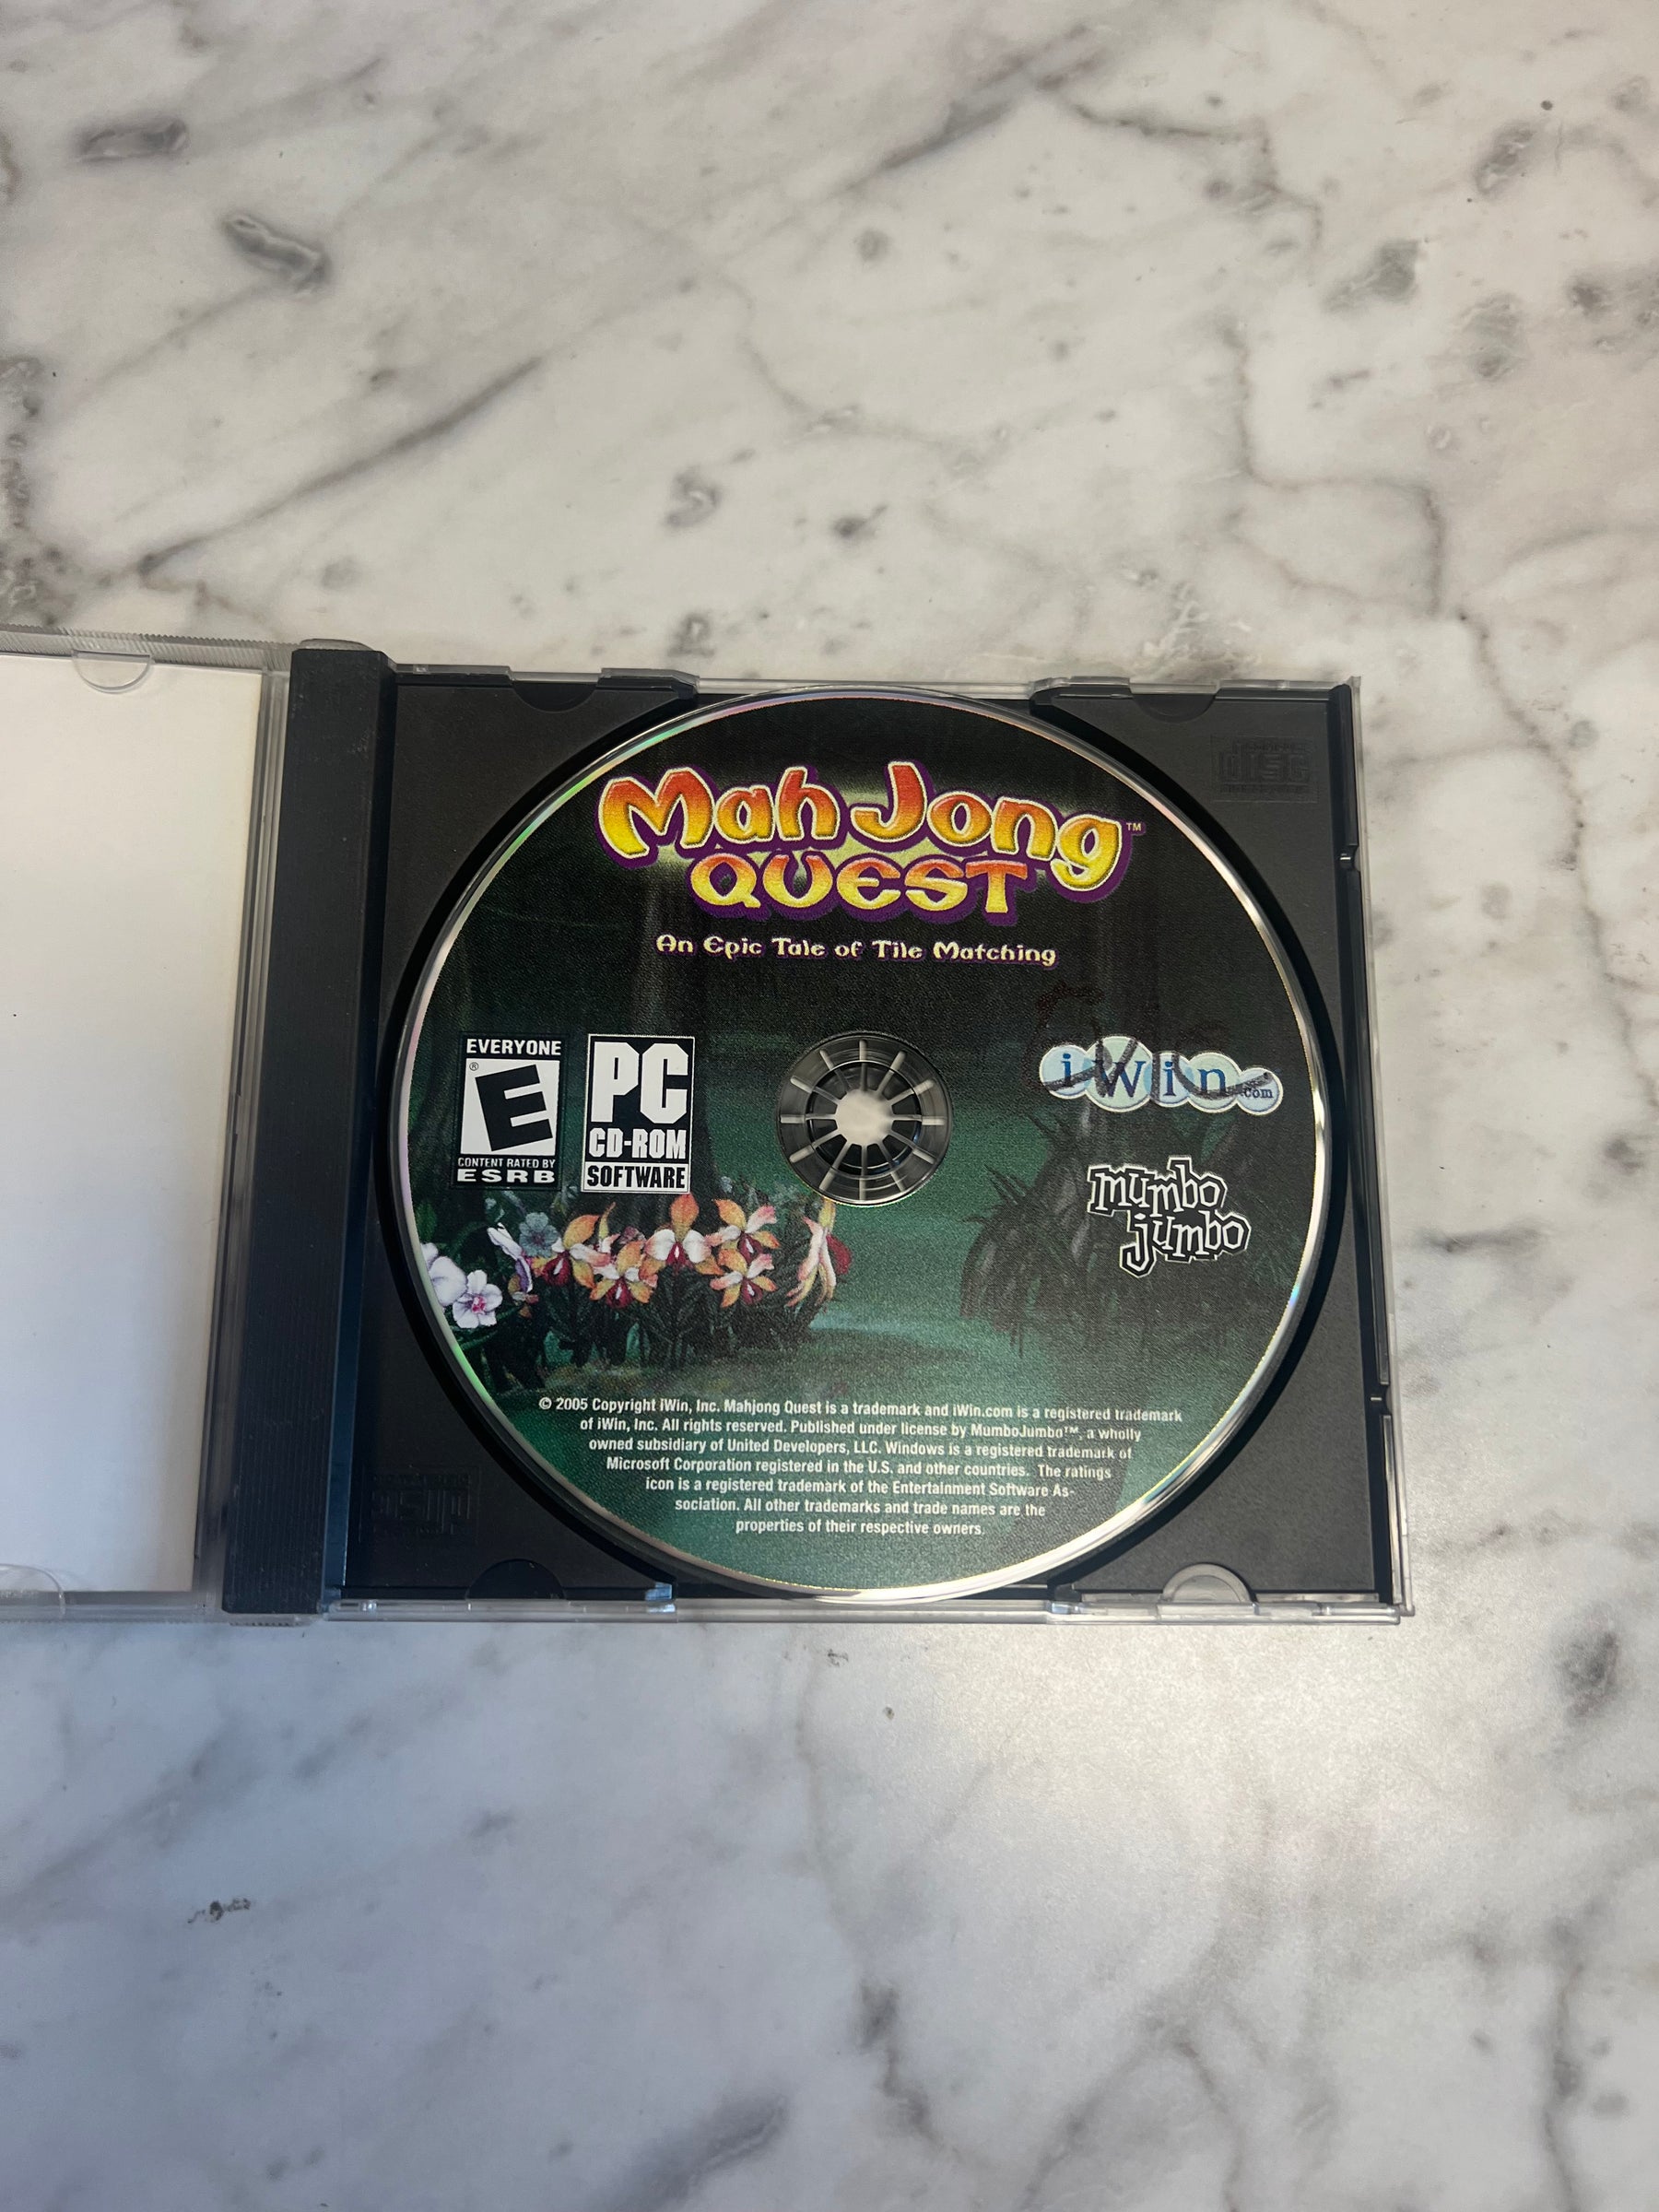 Mah Jong™
QUEST
An Epic Tale of Tile Matching
EVERYONE
®
E
CONTENT RATED BY
ESRB
PC
CD-ROM
SOFTWARE
iWin.com
mumbo
jumbo
© 2005 Copyright iWin, Inc. Mahjong Quest is a trademark and iWin.com is a registered trademark
of iWin, Inc. All rights reserved. Published under license by MumboJumbo™, a wholly
owned subsidiary of United Developers, LLC. Windows is a registered trademark of
Microsoft Corporation registered in the U.S. and other countries. The ratings
icon is a registered trademark of the Entertainment Software As-
sociation. All other trademarks and trade names are the
properties of their respective owners.